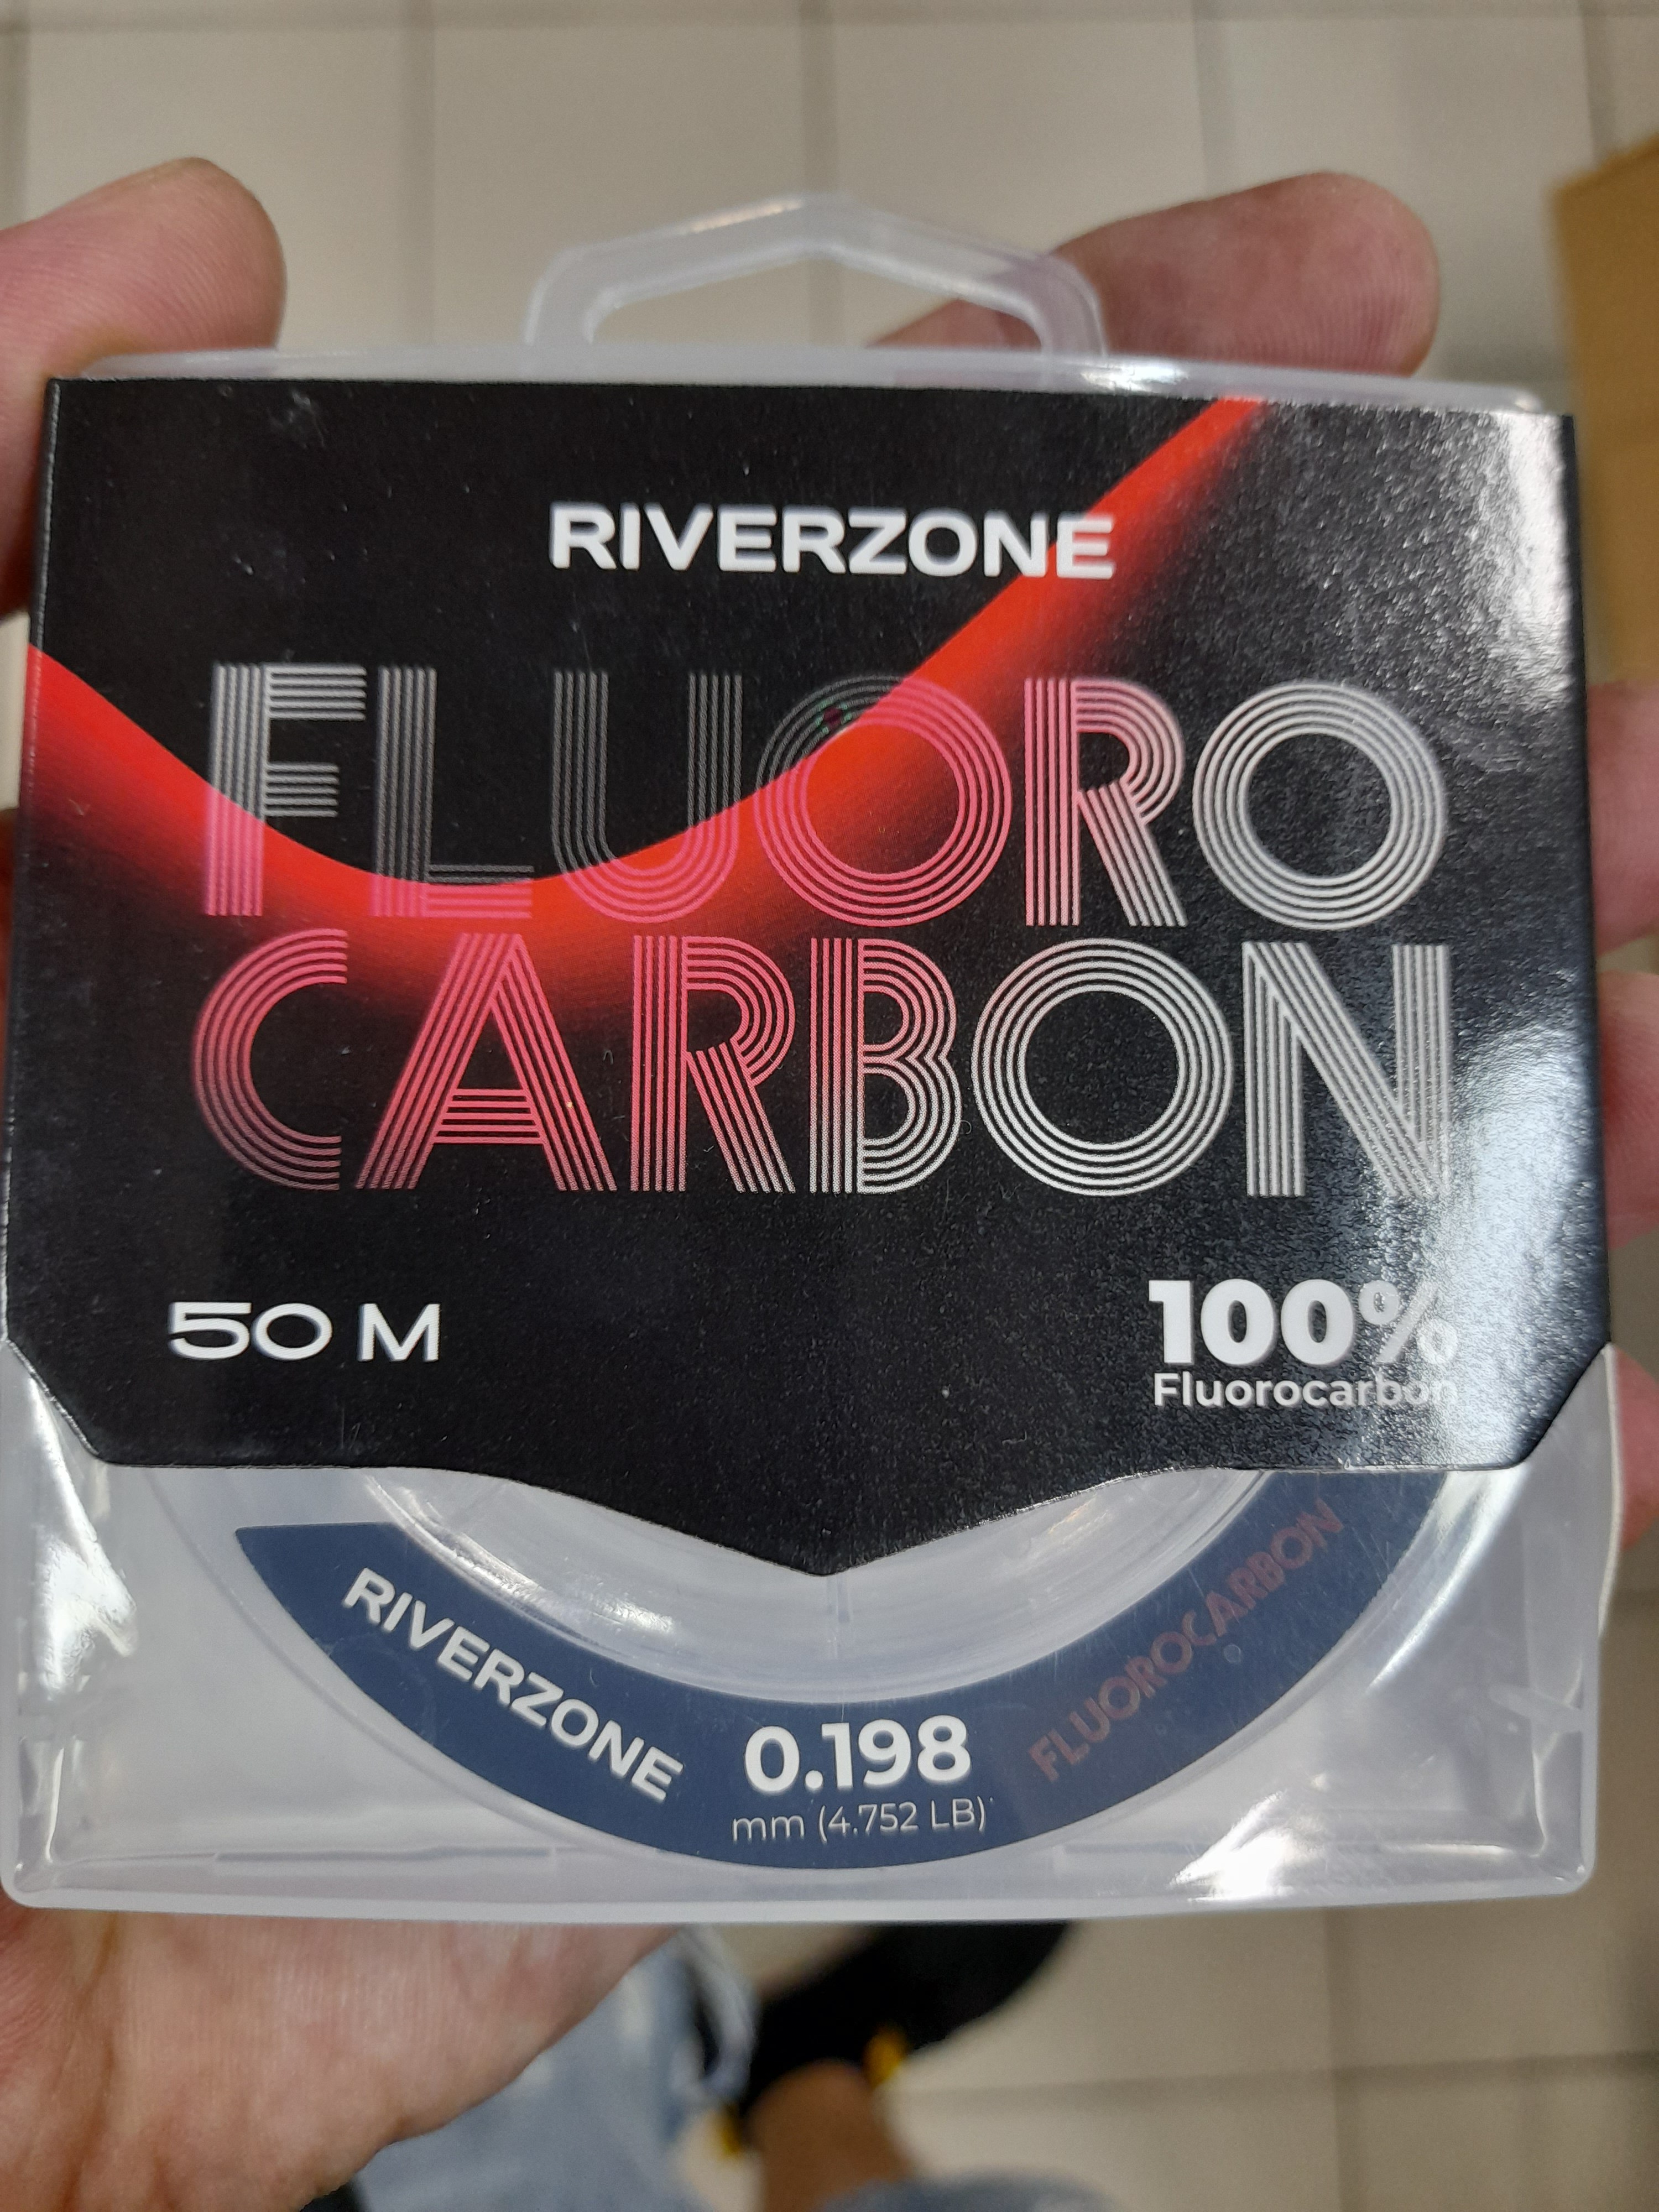 RIVERZONE
FLUORO
CARBON
50 M
100%
Fluorocarbon
RIVERZONE
0.198
mm (4.752 LB)
FLUOROCARBON